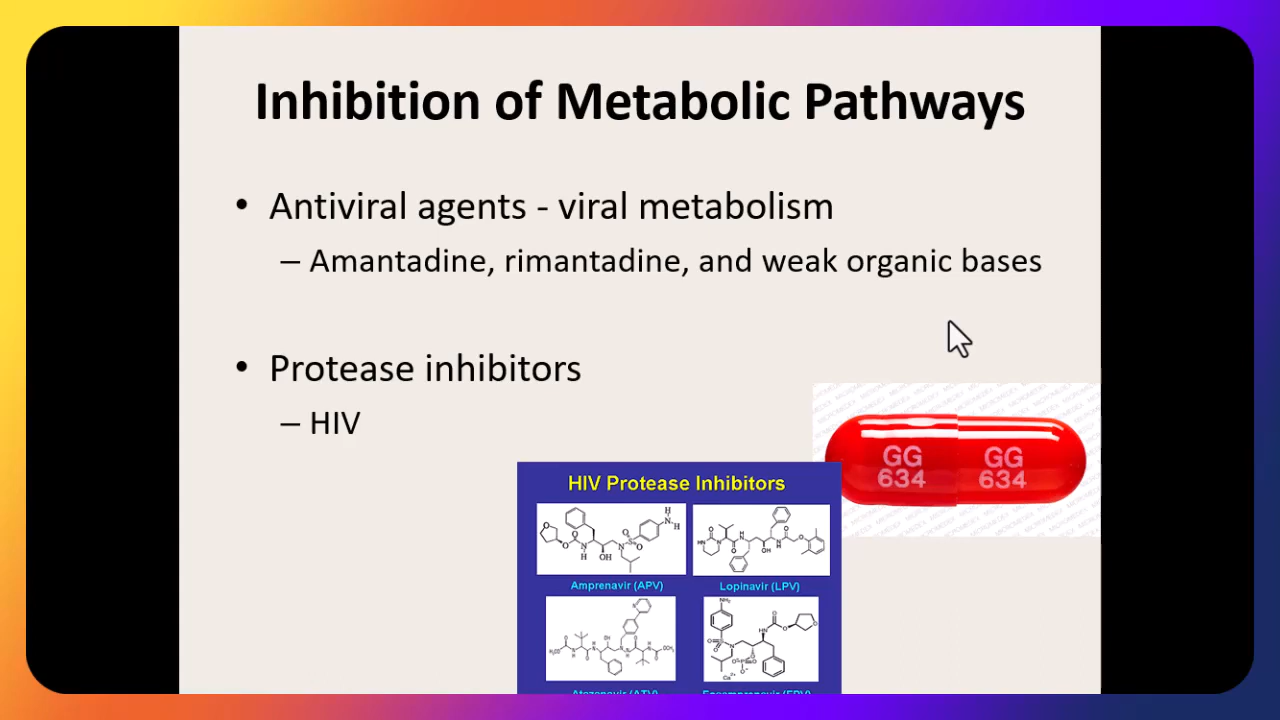 Inhibition of Metabolic Pathways
• Antiviral agents - viral metabolism
– Amantadine, rimantadine, and weak organic bases
• Protease inhibitors
– HIV
GG
634
GG
634
HIV Protease Inhibitors
Amprenavir (APV)
Lopinavir (LPV)